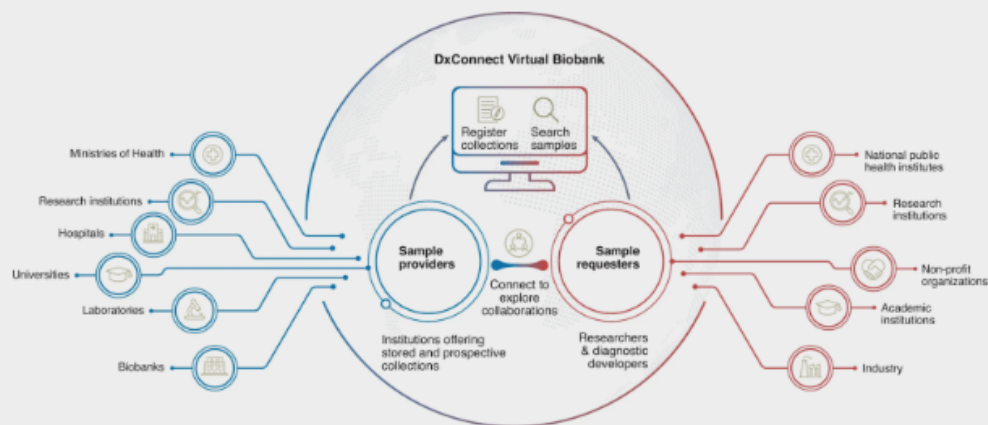 DxConnect Virtual Biobank
Register
collections
Search
samples
Ministries of Health
Research institutions
Hospitals
Universities
Laboratories
Biobanks
Sample
providers
Connect to
explore
collaborations
Sample
requesters
Institutions offering
stored and prospective
collections
Researchers
& diagnostic
developers
National public
health institutes
Research
institutions
Non-profit
organizations
Academic
institutions
Industry